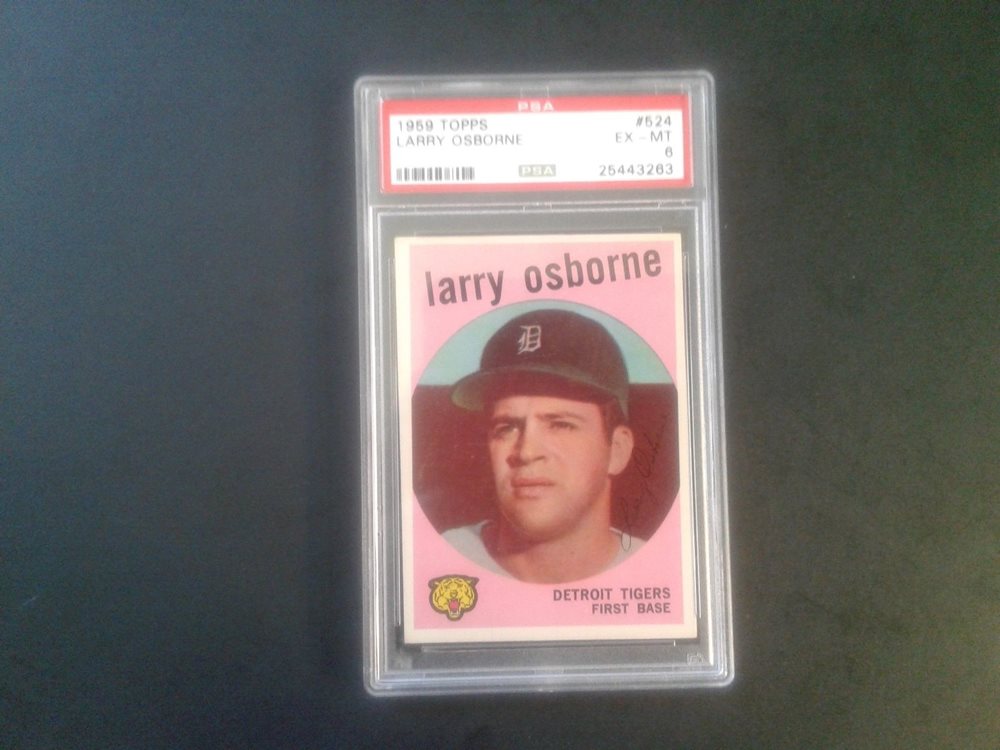 PSA
1959 TOPPS #524
LARRY OSBORNE EX - MT
6
PSA 25443263
larry osborne
D
DETROIT TIGERS
FIRST BASE